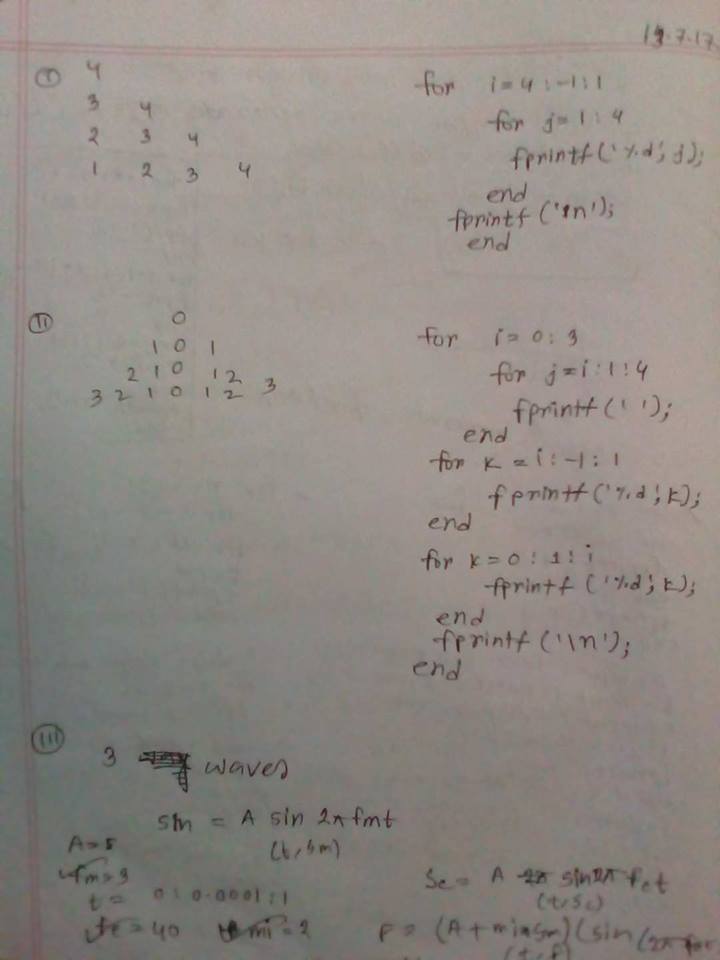 .7.17
(I)
4
3 4
2 3 4
1 2 3 4
for i=4:-1:1
for j=1:4
fprintf('%d',j);
end
fprintf('\n');
end
(II)
0
1 0 1
2 1 0 1 2
3 2 1 0 1 2 3
for i=0:3
for j=i:1:4
fprintf(' ');
end
for k=i:-1:1
fprintf('%d',k);
end
for k=0:1:i
fprintf('%d',k);
end
fprintf('\n');
end
(III)
3 waves
Sm = A sin 2π fmt
(t,sm)
A=5
fm=3
t= 0:0.0001:1
fc=40 mi=2
Sc= A sin2π fct
(t,sc)
F= (A+mi*Sm)(sin(2π
(t,F)